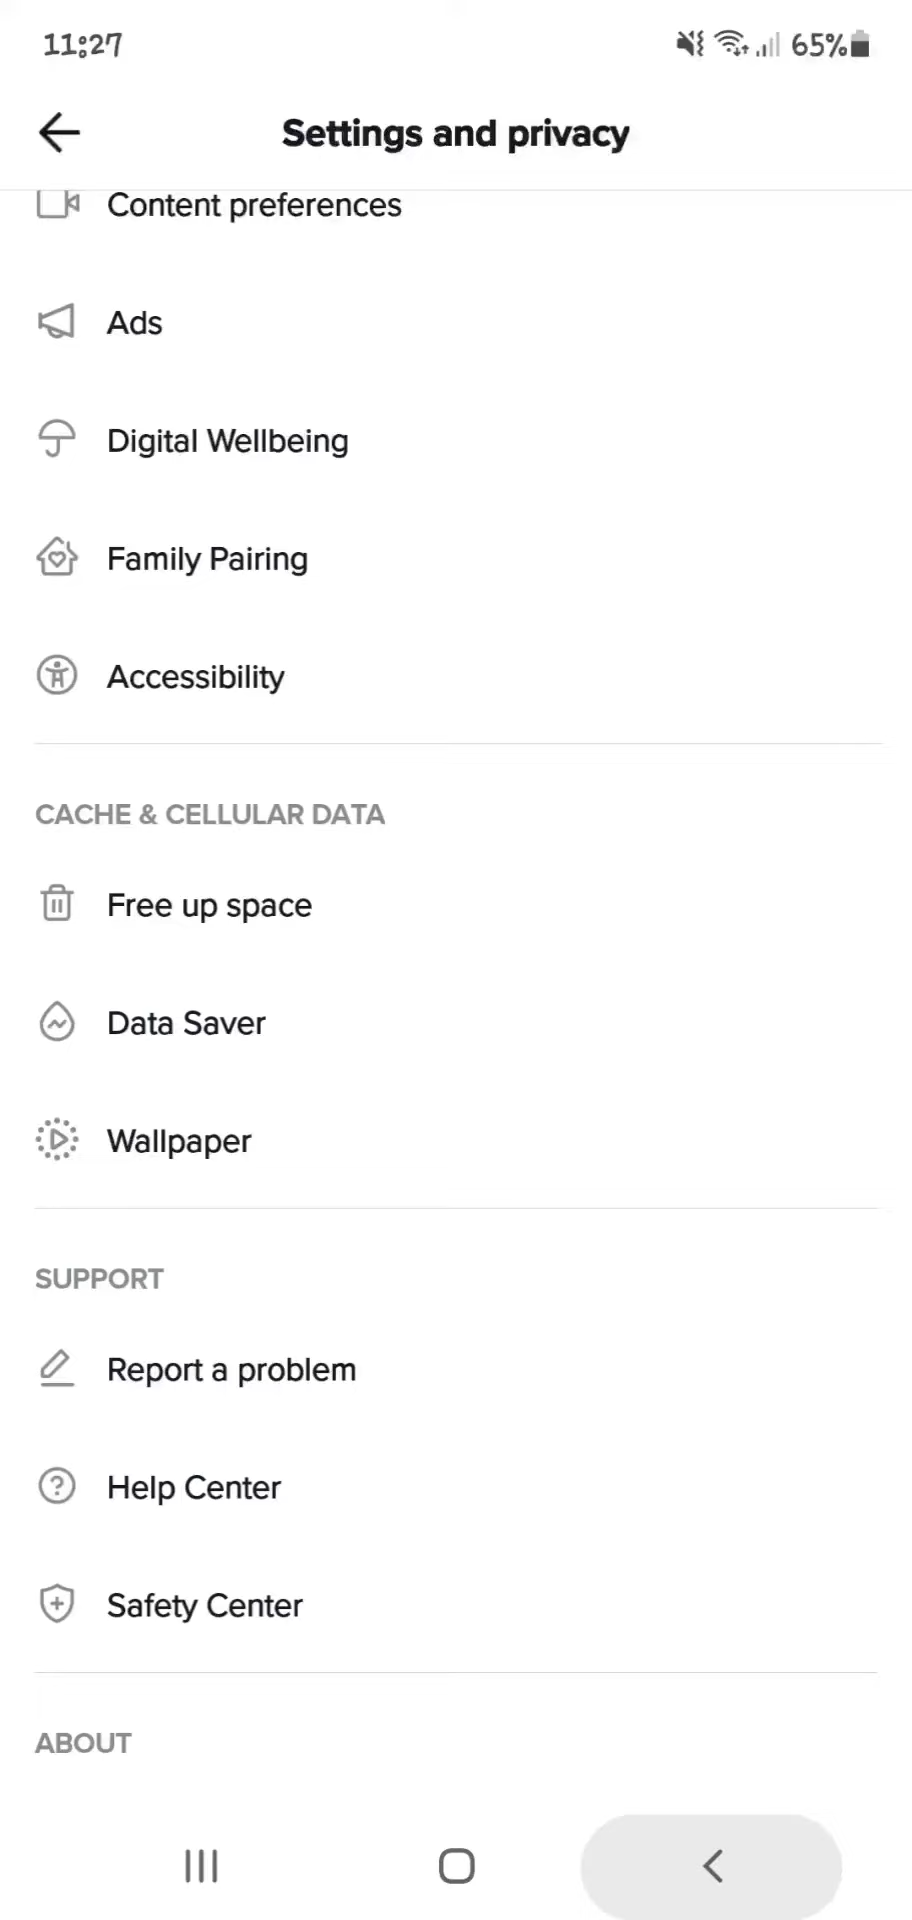 11:27
65%
Settings and privacy
Content preferences
Ads
Digital Wellbeing
Family Pairing
Accessibility
CACHE & CELLULAR DATA
Free up space
Data Saver
Wallpaper
SUPPORT
Report a problem
Help Center
Safety Center
ABOUT